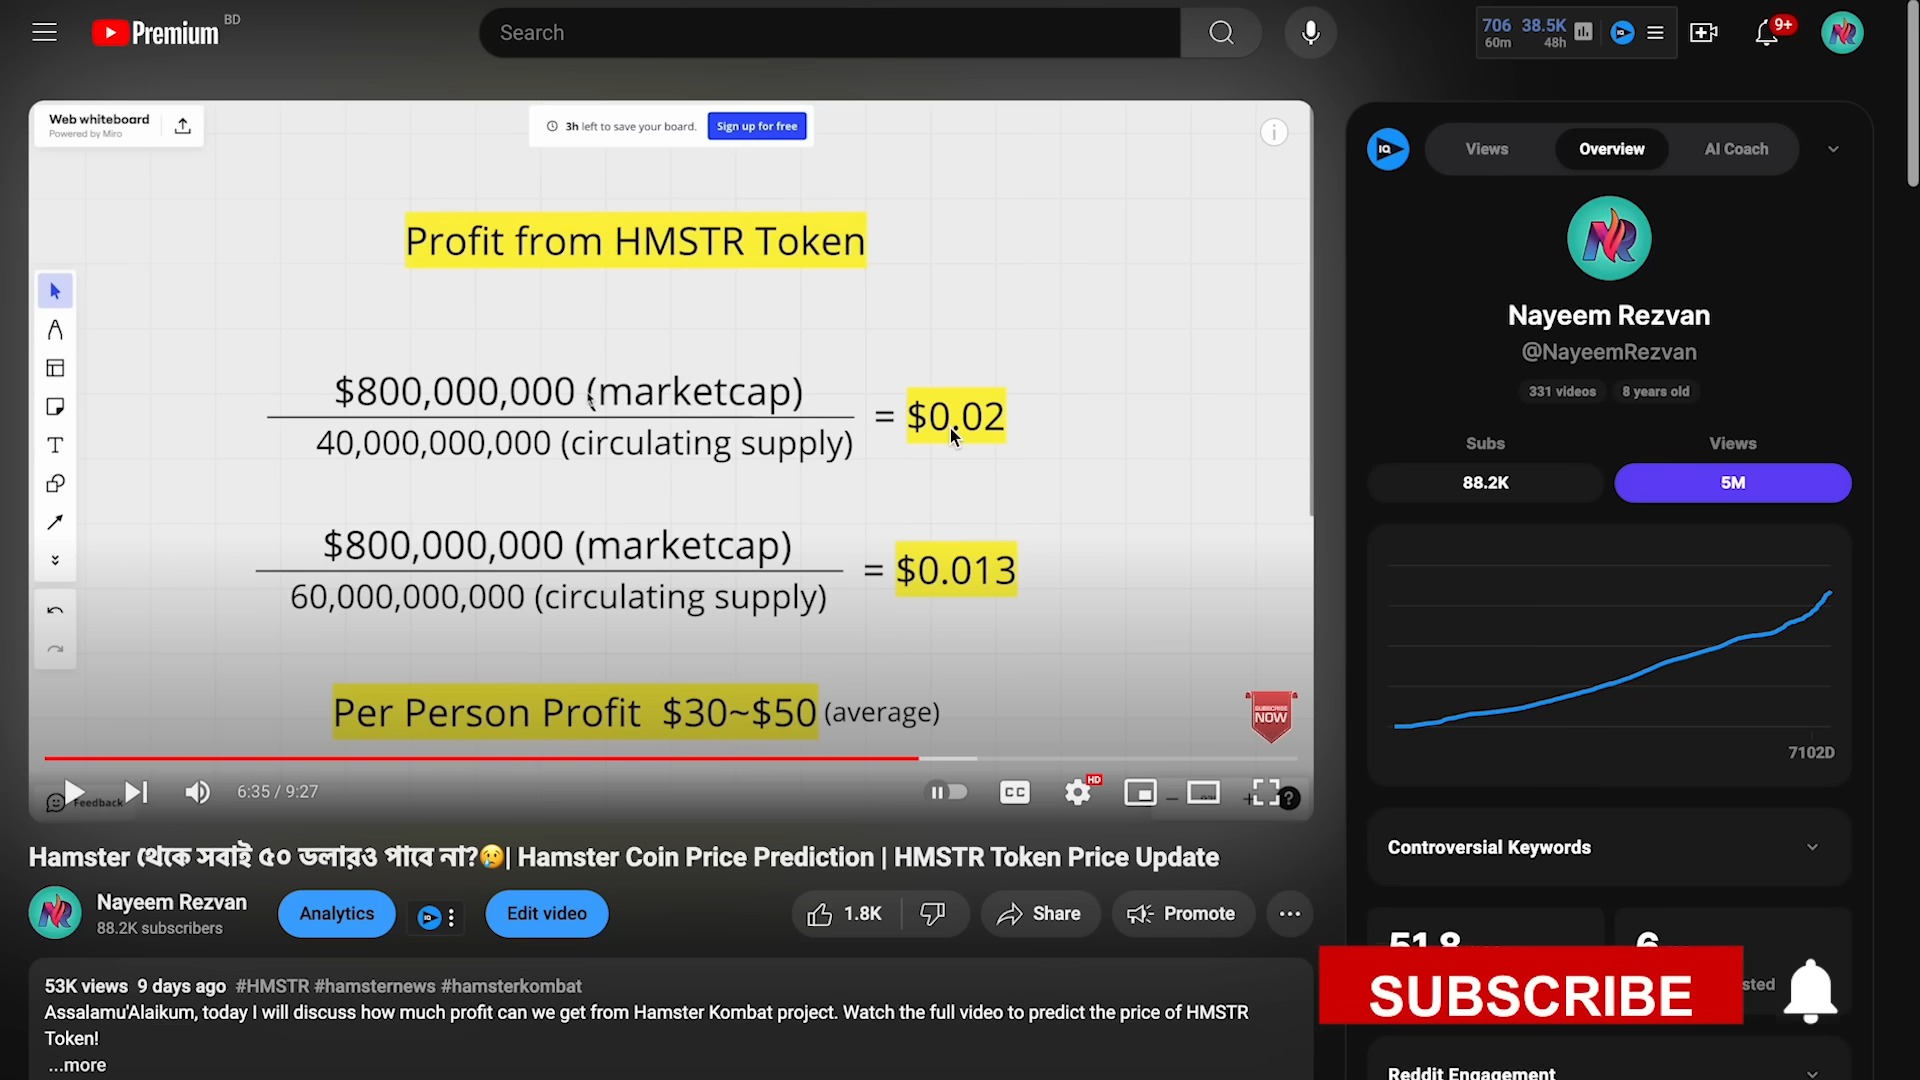 Premium BD
Search
706 38.5K
60m 48h
9+
Web whiteboard
Powered by Miro
3h left to save your board. Sign up for free
Profit from HMSTR Token
$800,000,000 (marketcap)
40,000,000,000 (circulating supply)
= $0.02
$800,000,000 (marketcap)
60,000,000,000 (circulating supply)
= $0.013
Per Person Profit $30~$50 (average)
SUBSCRIBE
NOW
6:35 / 9:27
CC
HD
Feedback
Hamster থেকে সবাই ৫০ ডলারও পাবে না?😢| Hamster Coin Price Prediction | HMSTR Token Price Update
Nayeem Rezvan
88.2K subscribers
Analytics
Edit video
1.8K
Share
Promote
53K views 9 days ago #HMSTR #hamsternews #hamsterkombat
Assalamu'Alaikum, today I will discuss how much profit can we get from Hamster Kombat project. Watch the full video to predict the price of HMSTR
Token!
...more
IQ
Views Overview AI Coach
Nayeem Rezvan
@NayeemRezvan
331 videos 8 years old
Subs Views
88.2K 5M
7102D
Controversial Keywords
51.8
SUBSCRIBE
Reddit Engagement